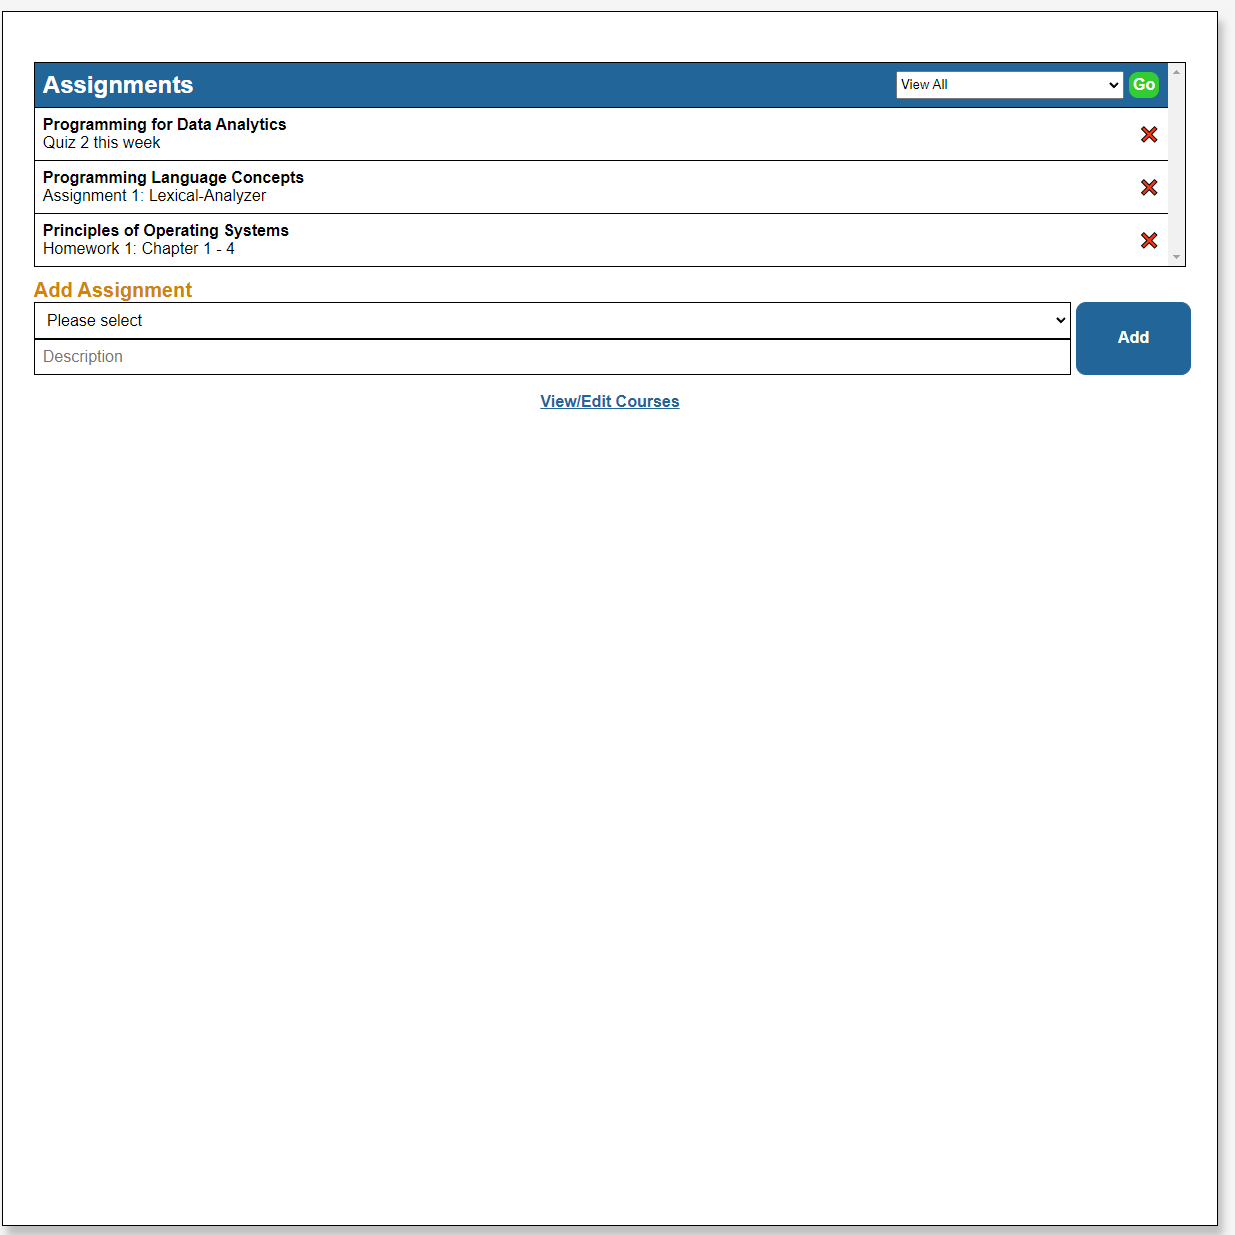 Assignments
View All
Go
Programming for Data Analytics
Quiz 2 this week
Programming Language Concepts
Assignment 1: Lexical-Analyzer
Principles of Operating Systems
Homework 1: Chapter 1 - 4
Add Assignment
Please select
Add
Description
View/Edit Courses